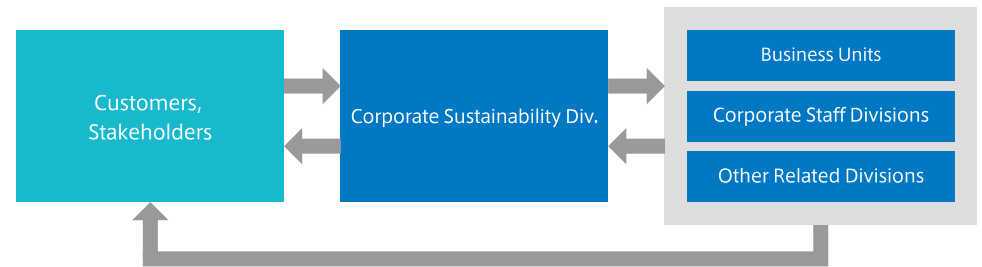 Customers,
Stakeholders
Corporate Sustainability Div.
Business Units
Corporate Staff Divisions
Other Related Divisions